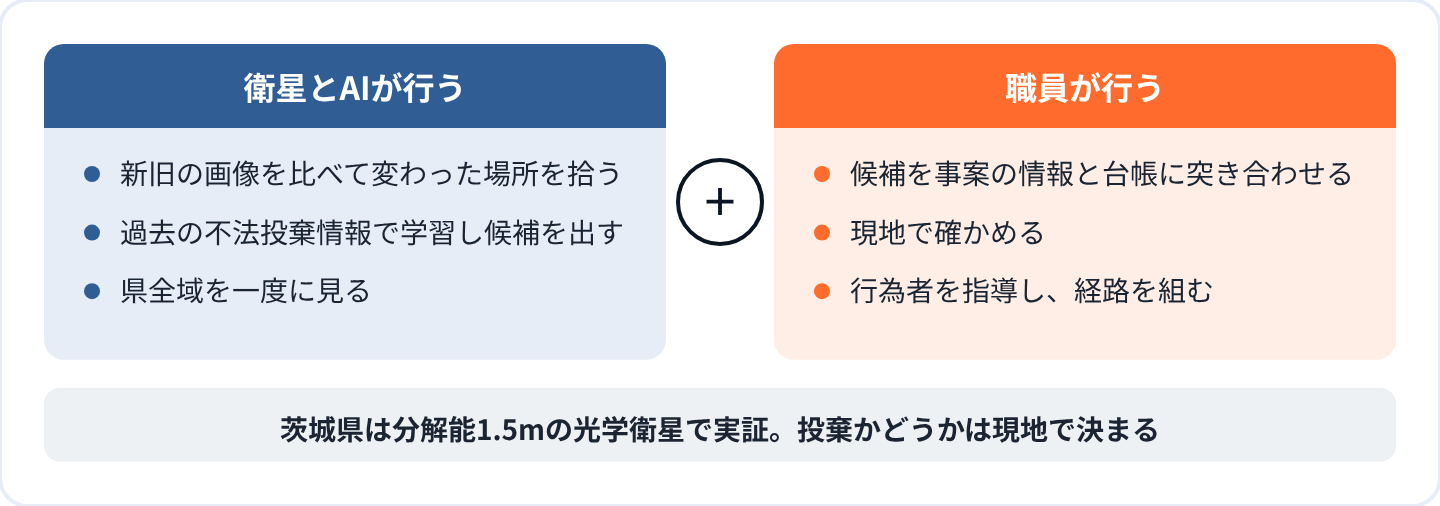 衛星とAIが行う
新旧の画像を比べて変わった場所を拾う
過去の不法投棄情報で学習し候補を出す
県全域を一度に見る
+
職員が行う
候補を事案の情報と台帳に突き合わせる
現地で確かめる
行為者を指導し、経路を組む
茨城県は分解能1.5mの光学衛星で実証。投棄かどうかは現地で決まる